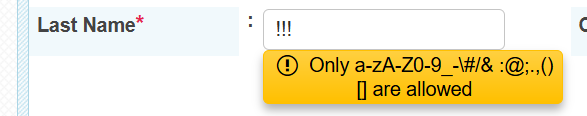 Last Name* : !!!
Only a-zA-Z0-9_-\#/& :@;.,()
[] are allowed